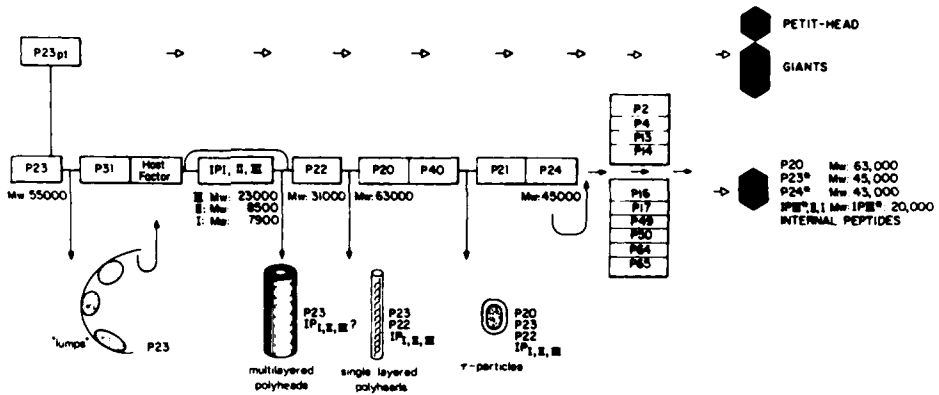 PETIT-HEAD
P23pt
GIANTS
P2
P4
P13
P14
P23
P31
Host
Factor
IPI, II, III
P22
P20
P40
P21
P24
Mw 55000
III Mw: 23000
II: Mw: 8500
I: Mw: 7900
Mw: 31000
Mw: 63000
Mw: 45000
P16
P17
P49
P50
P64
P65
P20 Mw: 63,000
P23* Mw: 45,000
P24* Mw: 43,000
IPIII*, II, I Mw: IPIII*: 20,000
INTERNAL PEPTIDES
"lumps"
P23
P23
IPI, II, III ?
multilayered
polyheads
P23
P22
IPI, II, III
single layered
polyheads
P20
P23
P22
IPI, II, III
τ-particles